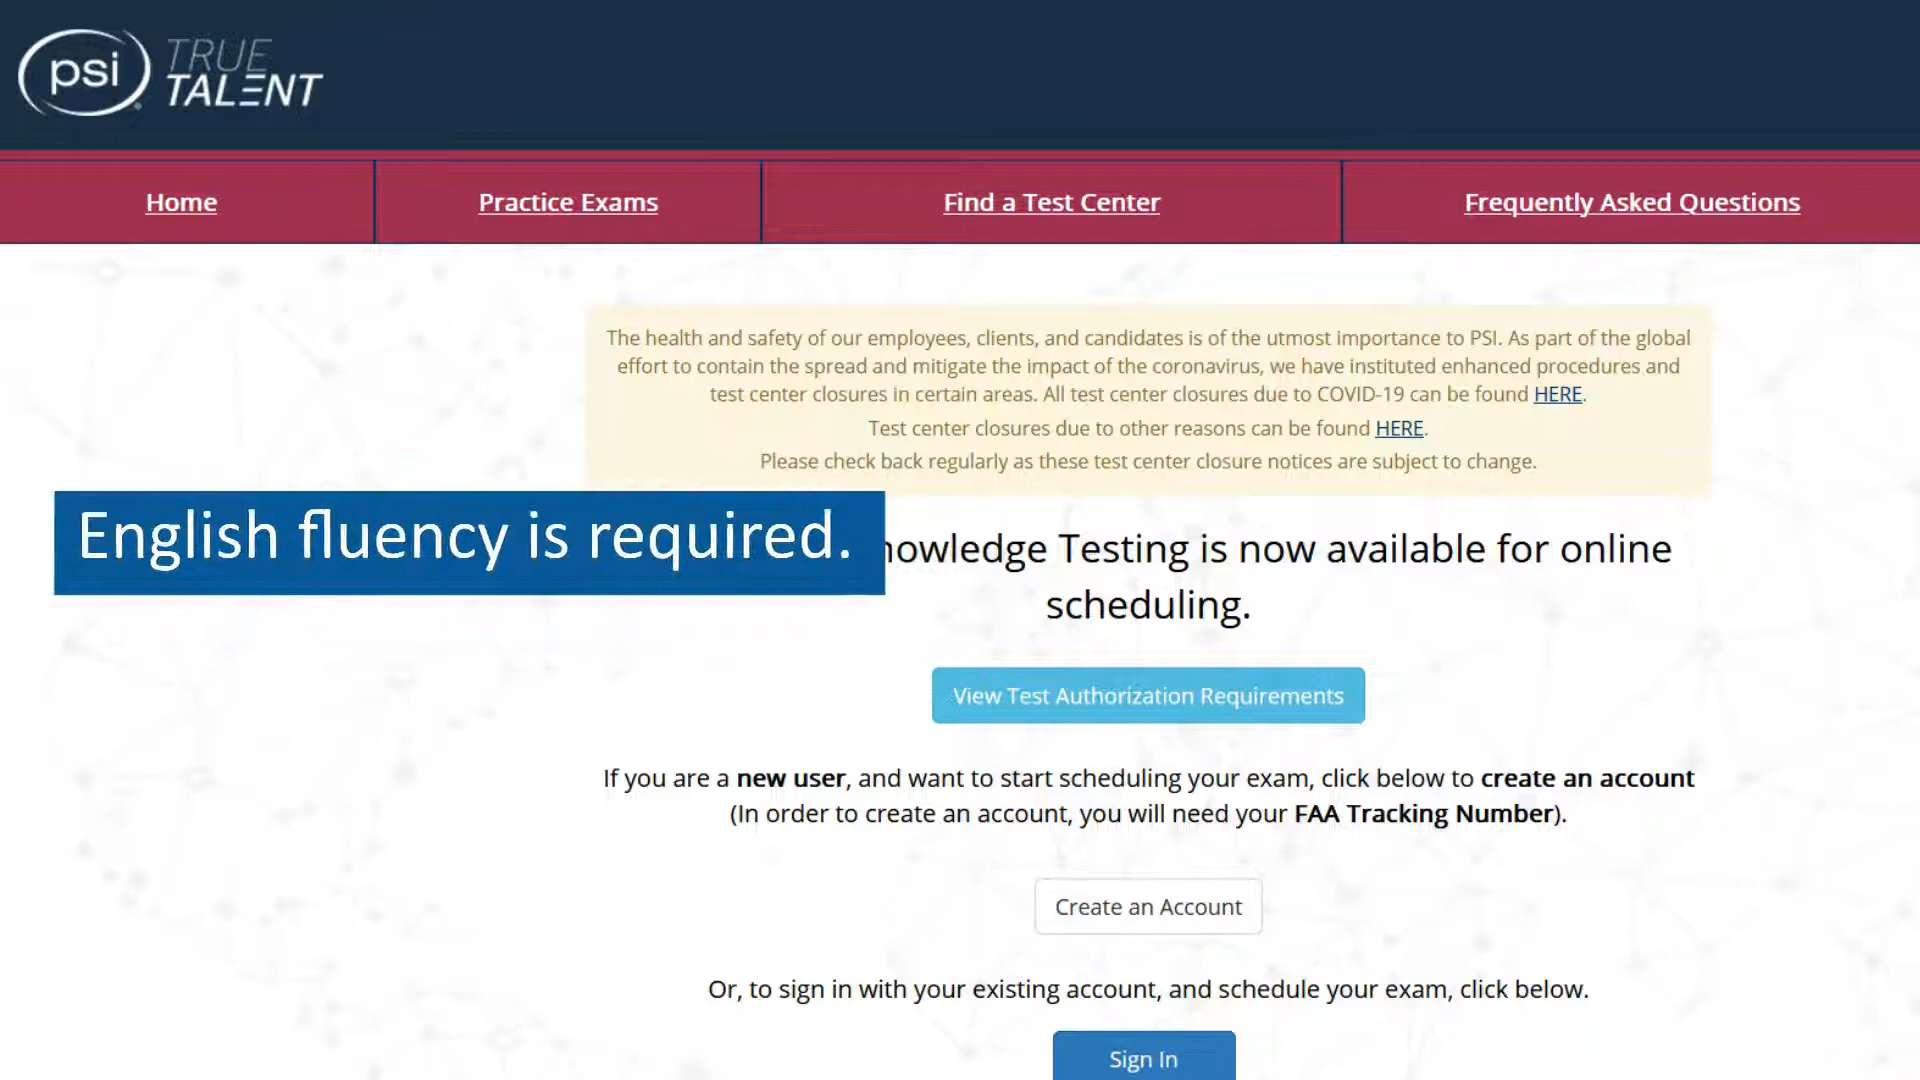 psi TRUE
TALENT
Home
Practice Exams
Find a Test Center
Frequently Asked Questions
The health and safety of our employees, clients, and candidates is of the utmost importance to PSI. As part of the global
effort to contain the spread and mitigate the impact of the coronavirus, we have instituted enhanced procedures and
test center closures in certain areas. All test center closures due to COVID-19 can be found HERE.
Test center closures due to other reasons can be found HERE.
Please check back regularly as these test center closure notices are subject to change.
English fluency is required.
Testing is now available for online
scheduling.
View Test Authorization Requirements
If you are a new user, and want to start scheduling your exam, click below to create an account
(In order to create an account, you will need your FAA Tracking Number).
Create an Account
Or, to sign in with your existing account, and schedule your exam, click below.
Sign In